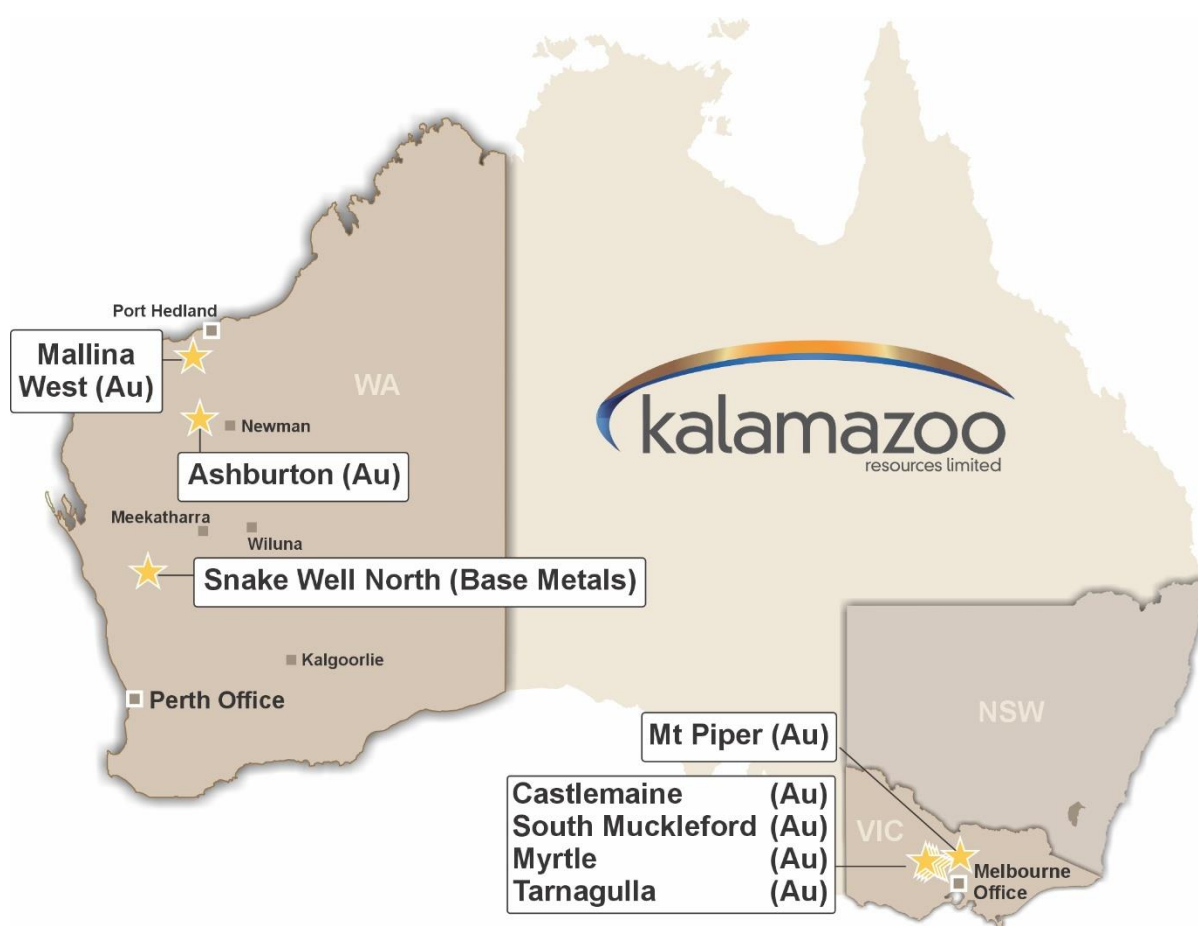 Port Hedland
Mallina
West (Au)
WA
Newman
Ashburton (Au)
Meekatharra
Wiluna
Snake Well North (Base Metals)
Kalgoorlie
Perth Office
kalamazoo
resources limited
NSW
Mt Piper (Au)
Castlemaine (Au)
South Muckleford (Au)
Myrtle (Au)
Tarnagulla (Au)
VIC
Melbourne
Office